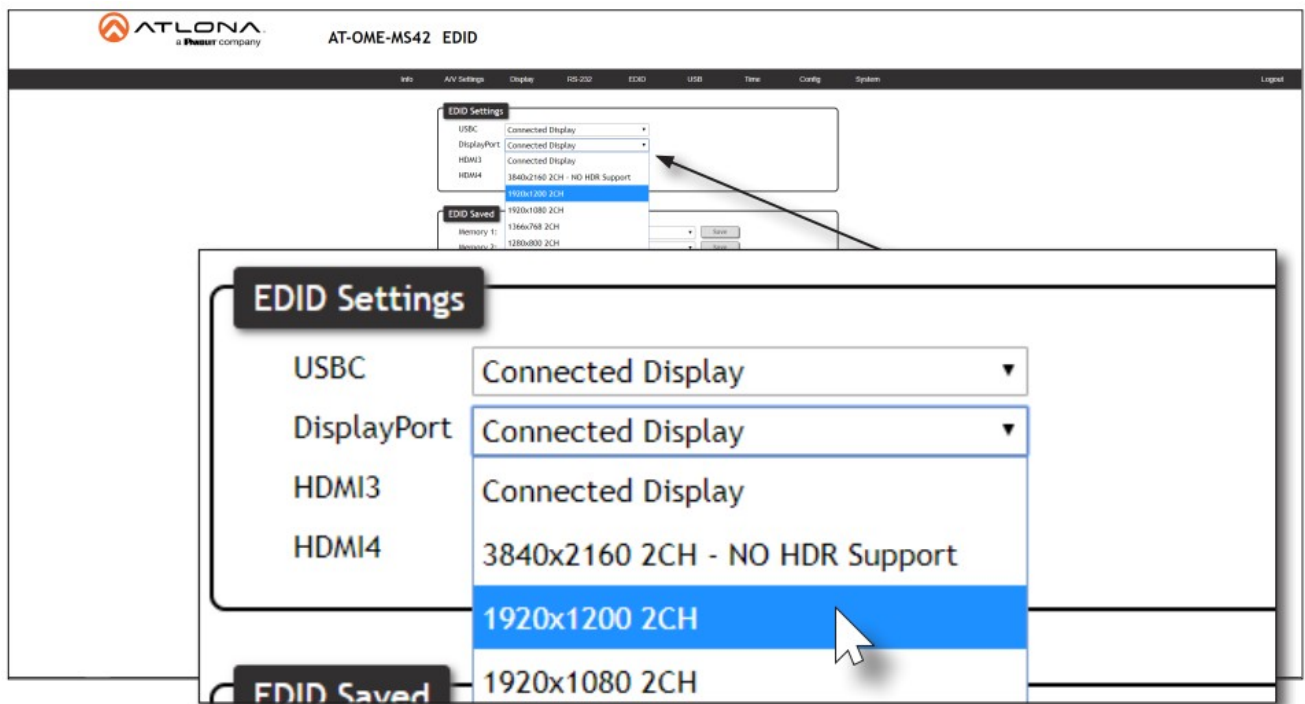 ATLONA
a PANDUIT company
AT-OME-MS42 EDID
Info A/V Settings Display RS-232 EDID USB Time Config System Logout
EDID Settings
USBC Connected Display
DisplayPort Connected Display
HDMI3 Connected Display
HDMI4 3840x2160 2CH - NO HDR Support
1920x1200 2CH
EDID Saved 1920x1080 2CH
Memory 1: 1366x768 2CH Save
Memory 2: 1280x800 2CH Save
EDID Settings
USBC Connected Display
DisplayPort Connected Display
HDMI3 Connected Display
HDMI4 3840x2160 2CH - NO HDR Support
1920x1200 2CH
EDID Saved 1920x1080 2CH